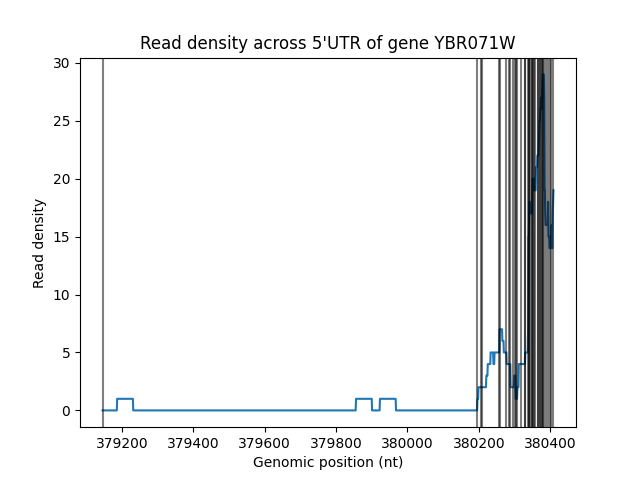 Read density across 5'UTR of gene YBR071W
Read density
30
25
20
15
10
5
0
379200 379400 379600 379800 380000 380200 380400
Genomic position (nt)